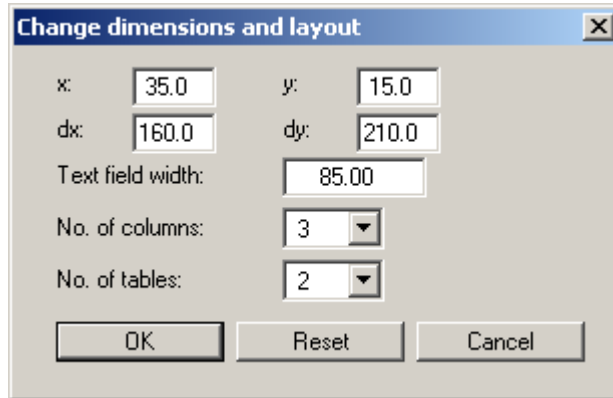 Change dimensions and layout
x: 35.0 y: 15.0
dx: 160.0 dy: 210.0
Text field width: 85.00
No. of columns: 3
No. of tables: 2
OK Reset Cancel